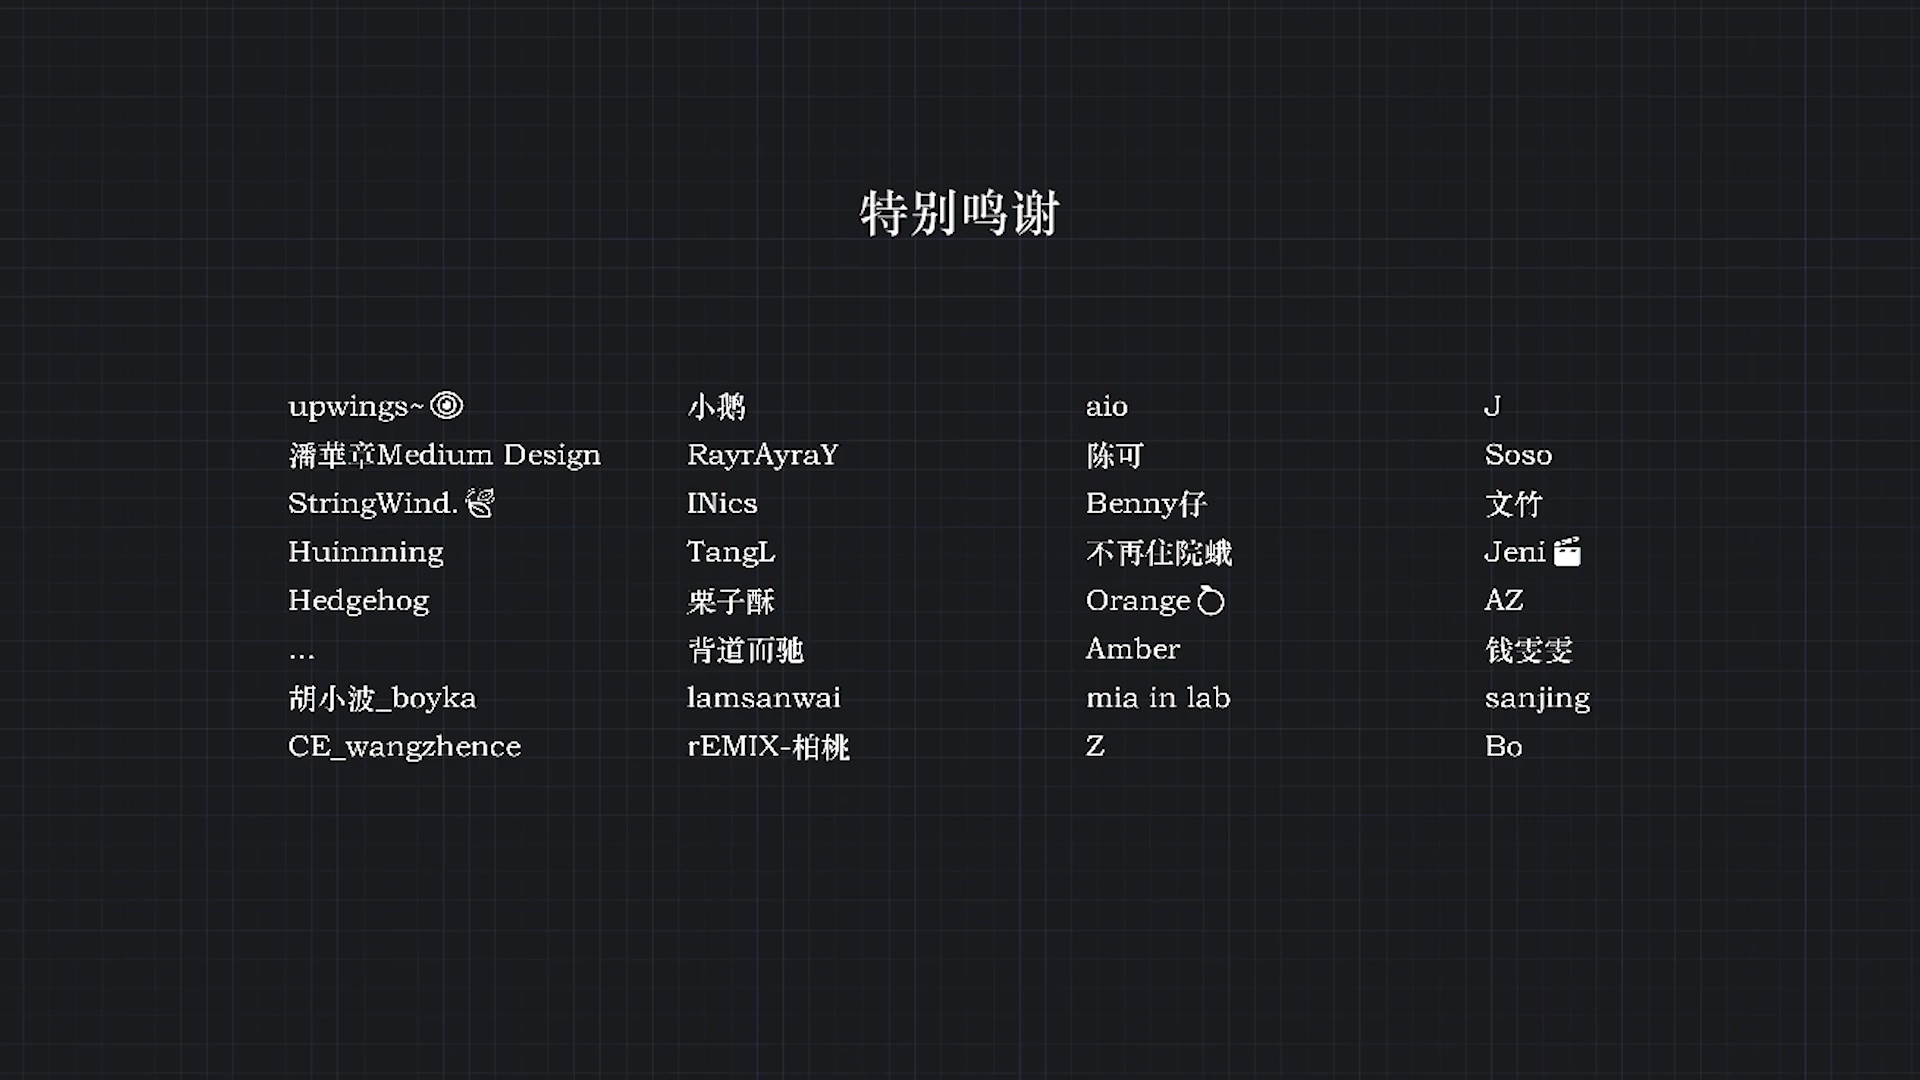 特别鸣谢
upwings~
潘華章Medium Design
StringWind.
Huinnning
Hedgehog
...
胡小波_boyka
CE_wangzhence
小鹅
RayrAyraY
INics
TangL
栗子酥
背道而驰
lamsanwai
rEMIX-柏桃
aio
陈可
Benny仔
不再住院蛾
Orange
Amber
mia in lab
Z
J
Soso
文竹
Jeni
AZ
钱雯雯
sanjing
Bo